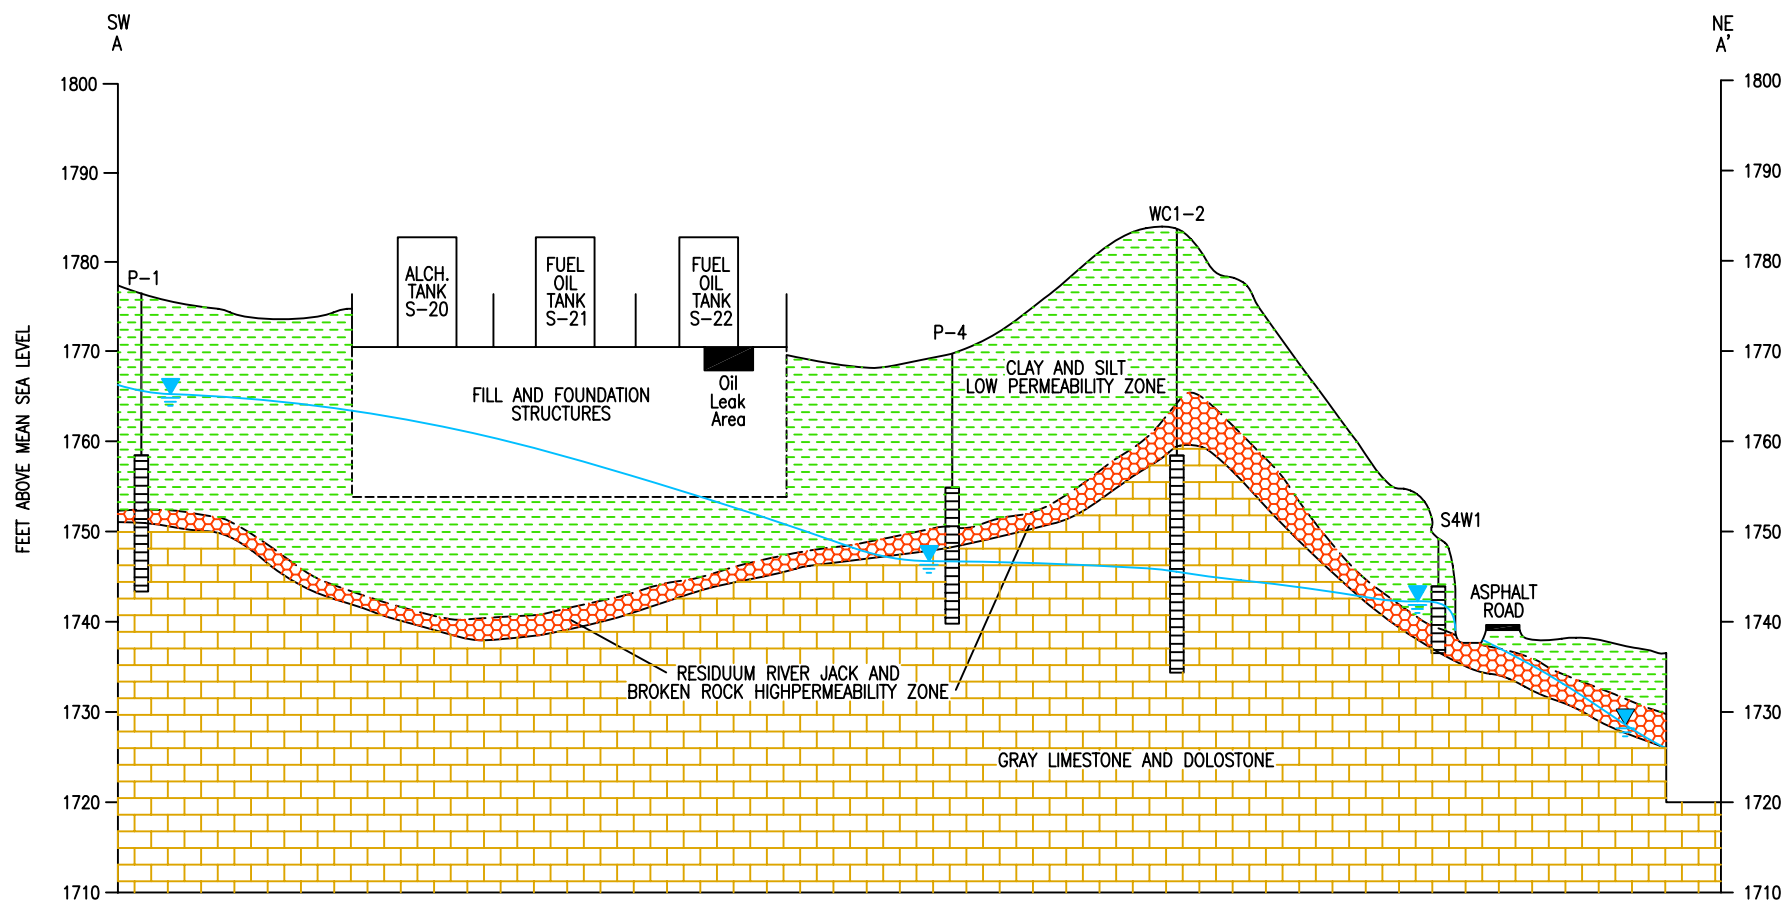 SW
A
NE
A'
1800
1790
1780
1770
1760
1750
1740
1730
1720
1710
FEET ABOVE MEAN SEA LEVEL
P-1
ALCH.
TANK
S-20
FUEL
OIL
TANK
S-21
FUEL
OIL
TANK
S-22
FILL AND FOUNDATION
STRUCTURES
Oil
Leak
Area
P-4
WC1-2
CLAY AND SILT
LOW PERMEABILITY ZONE
S4W1
ASPHALT
ROAD
RESIDUUM RIVER JACK AND
BROKEN ROCK HIGHPERMEABILITY ZONE
GRAY LIMESTONE AND DOLOSTONE
1800
1790
1780
1770
1760
1750
1740
1730
1720
1710